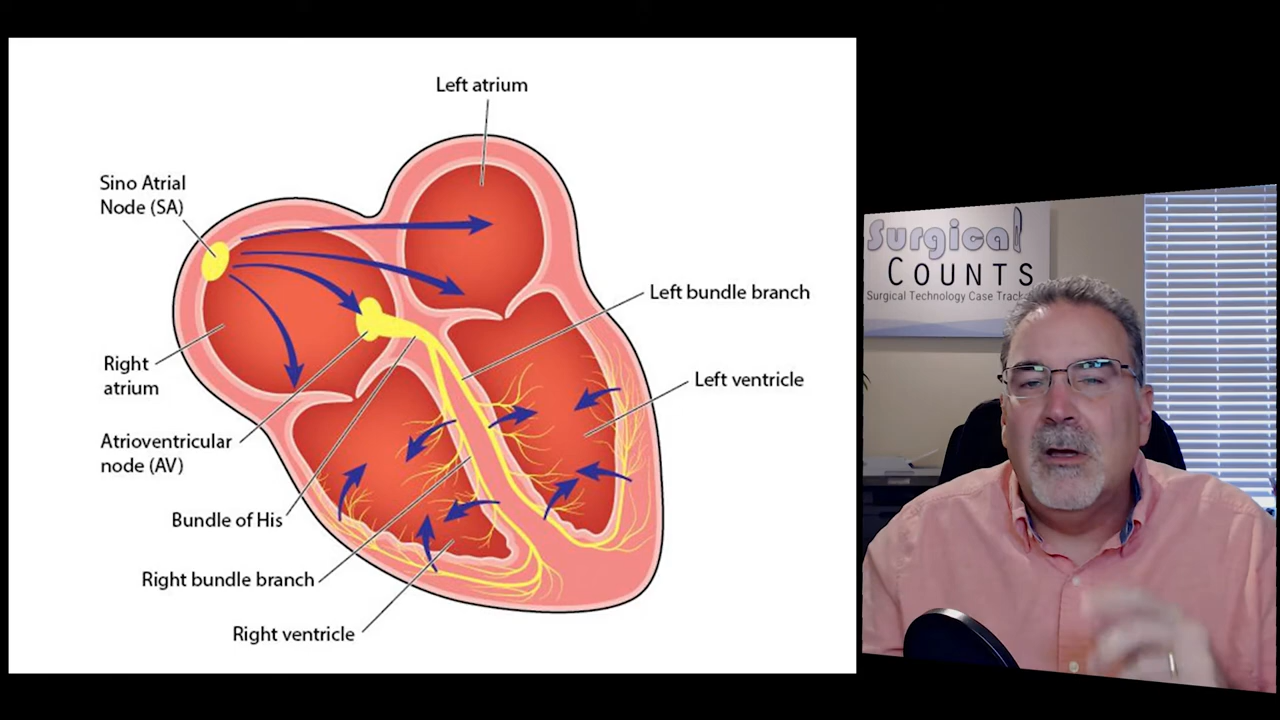 Left atrium
Sino Atrial
Node (SA)
Left bundle branch
Right
atrium
Left ventricle
Atrioventricular
node (AV)
Bundle of His
Right bundle branch
Right ventricle
Surgical
COUNTS
Surgical Technology Case